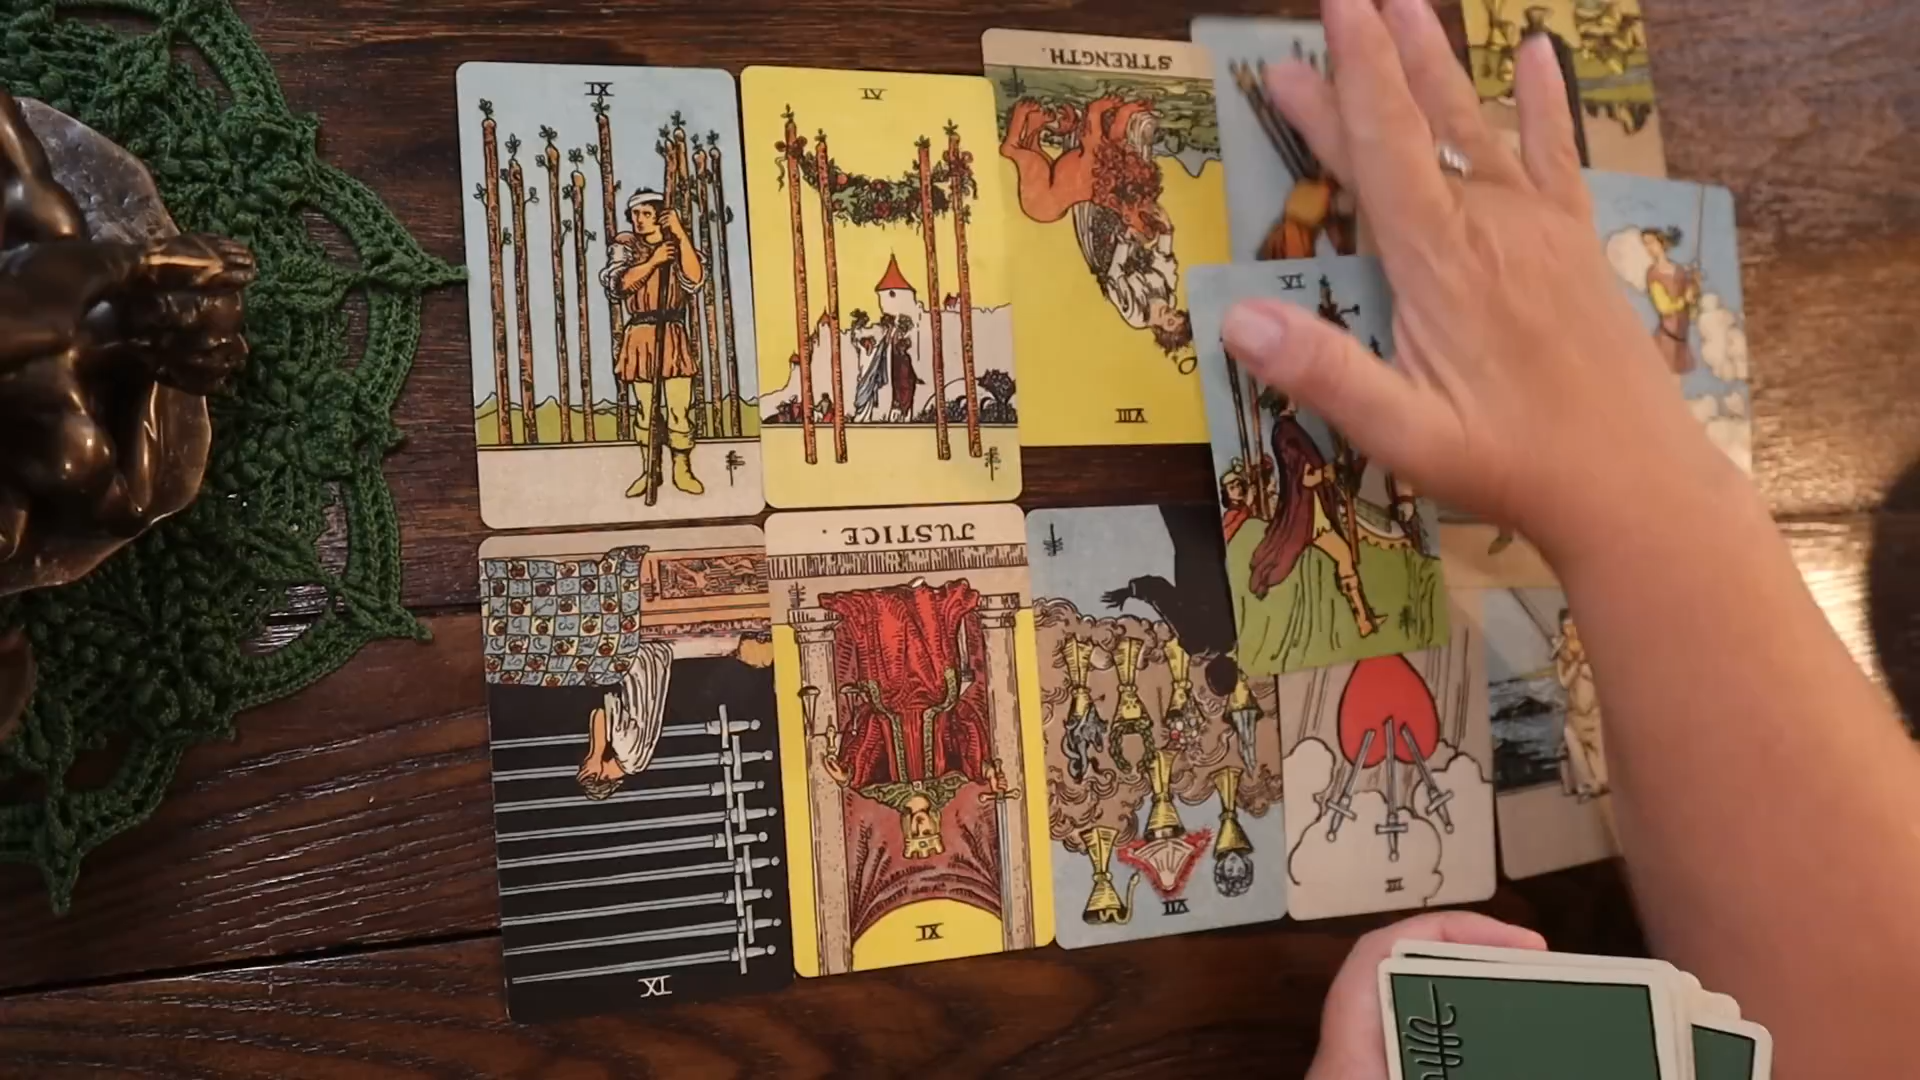 IX
IV
STRENGTH.
VIII
VI
JUSTICE.
XI
IX
VII
III